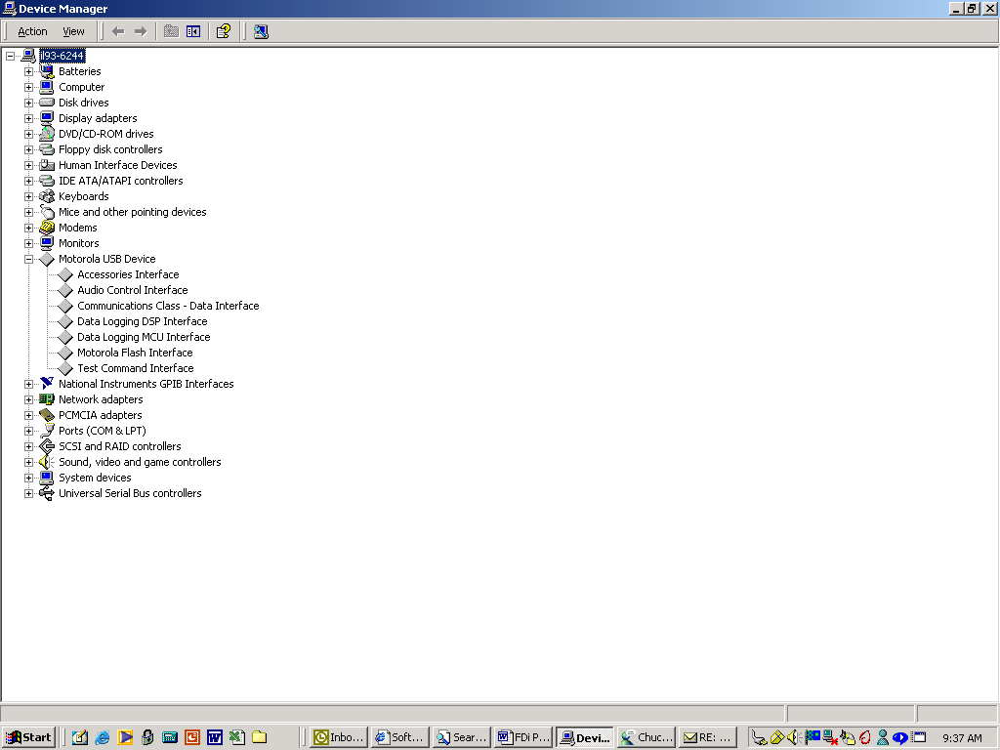 Device Manager
Action View
il93-6244
Batteries
Computer
Disk drives
Display adapters
DVD/CD-ROM drives
Floppy disk controllers
Human Interface Devices
IDE ATA/ATAPI controllers
Keyboards
Mice and other pointing devices
Modems
Monitors
Motorola USB Device
Accessories Interface
Audio Control Interface
Communications Class - Data Interface
Data Logging DSP Interface
Data Logging MCU Interface
Motorola Flash Interface
Test Command Interface
National Instruments GPIB Interfaces
Network adapters
PCMCIA adapters
Ports (COM & LPT)
SCSI and RAID controllers
Sound, video and game controllers
System devices
Universal Serial Bus controllers
Start Inbo... Soft... Sear... FDi P... Devi... Chuc... RE: ... 9:37 AM